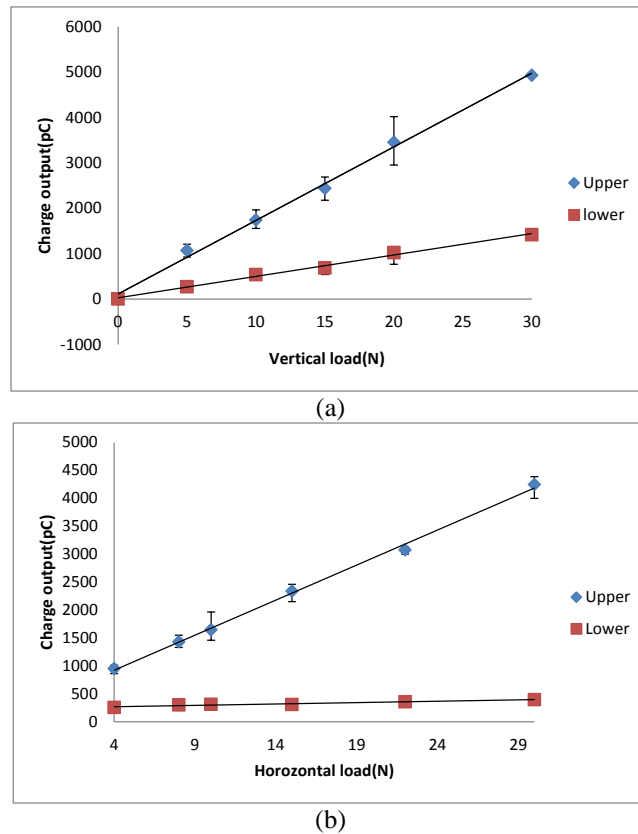 6000
5000
4000
3000
2000
1000
0
-1000
Charge output(pC)
0 5 10 15 20 25 30
Vertical load(N)
Upper
lower
(a)
5000
4500
4000
3500
3000
2500
2000
1500
1000
500
0
Charge output(pC)
4 9 14 19 24 29
Horozontal load(N)
Upper
Lower
(b)